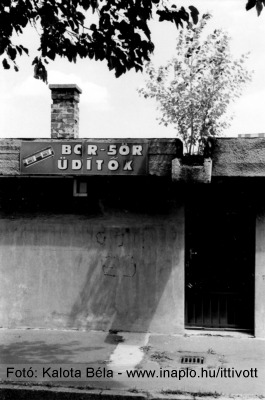 BOR-SÖR
ÜDÍTŐK
Fotó: Kalota Béla - www.inaplo.hu/ittivott